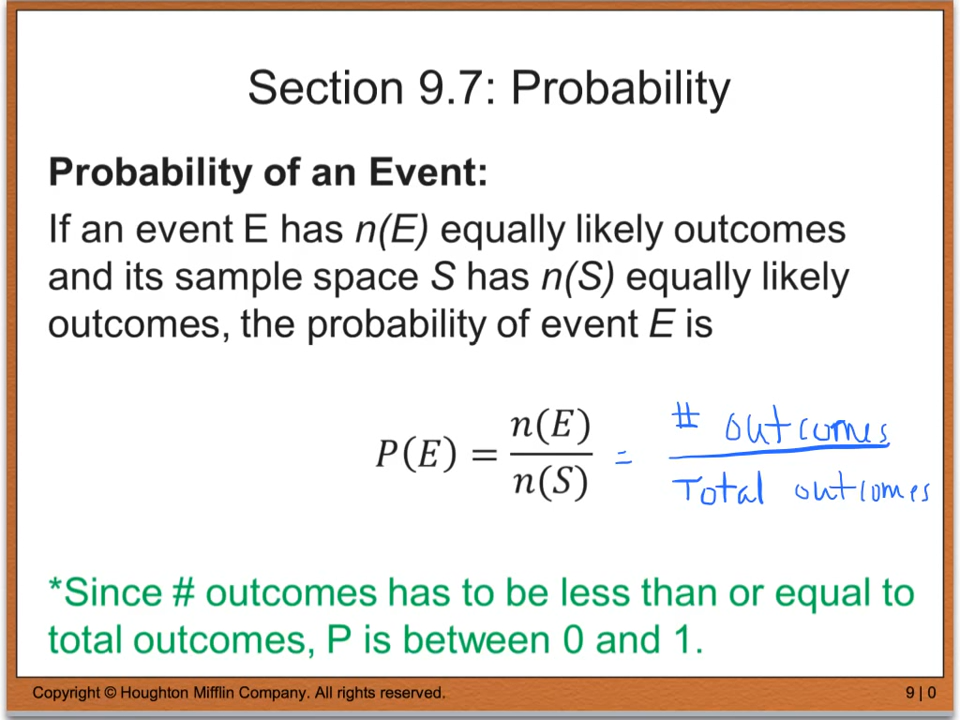 Section 9.7: Probability
Probability of an Event:
If an event E has n(E) equally likely outcomes
and its sample space S has n(S) equally likely
outcomes, the probability of event E is
P(E) = n(E)/n(S) = # outcomes/Total outcomes
*Since # outcomes has to be less than or equal to
total outcomes, P is between 0 and 1.
Copyright © Houghton Mifflin Company. All rights reserved. 9 | 0